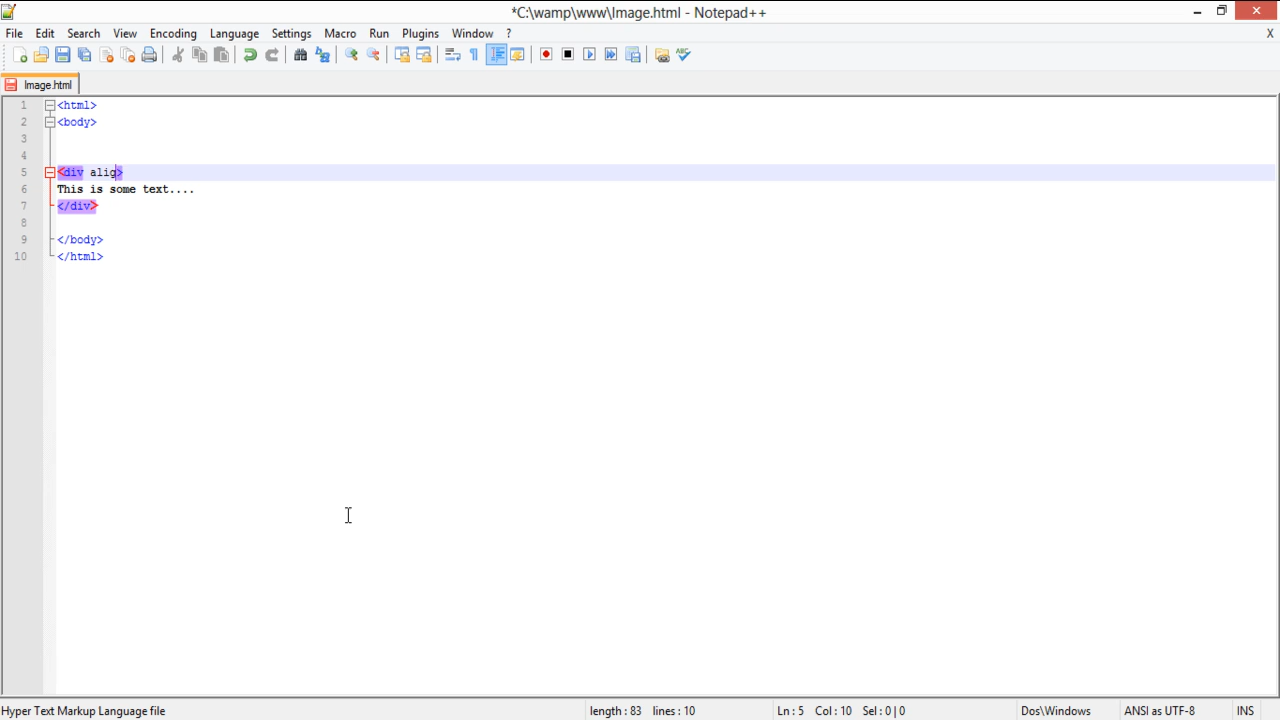 *C:\wamp\www\Image.html - Notepad++
File Edit Search View Encoding Language Settings Macro Run Plugins Window ? X
Image.html
1 <html>
2 <body>
3
4
5 <div alig>
6 This is some text....
7 </div>
8
9 </body>
10 </html>
Hyper Text Markup Language file length : 83 lines : 10 Ln : 5 Col : 10 Sel : 0 | 0 Dos\Windows ANSI as UTF-8 INS